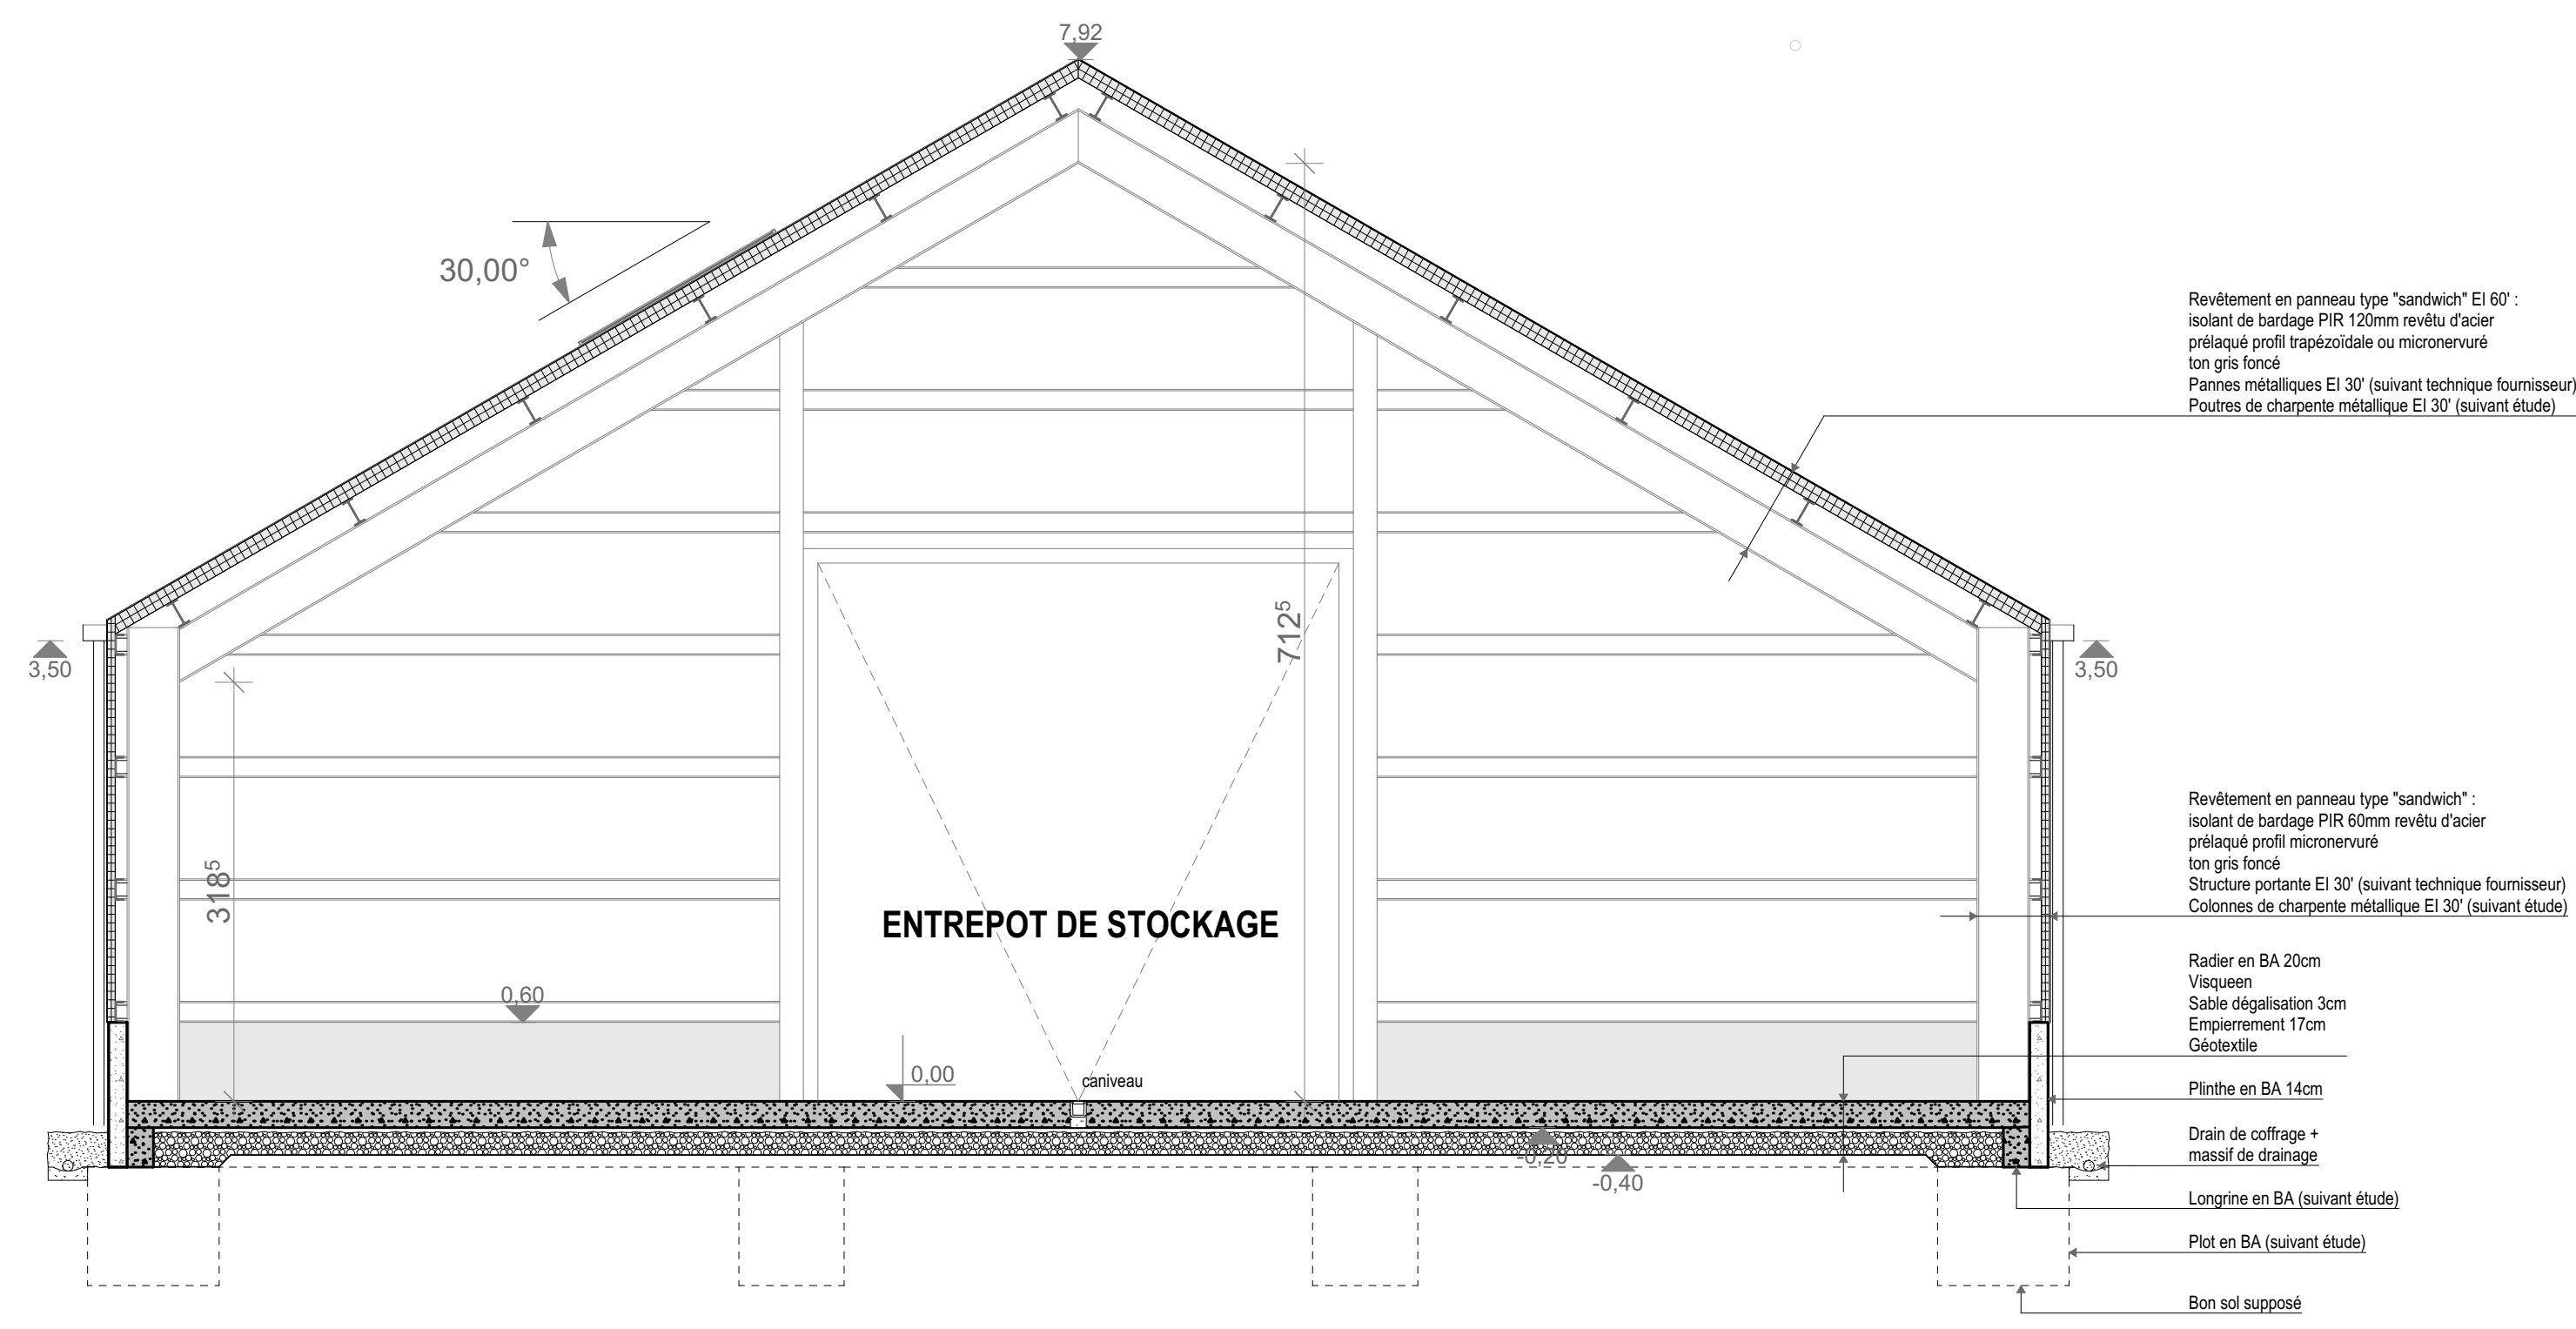 7,92
30,00°
Revêtement en panneau type "sandwich" EI 60' :
isolant de bardage PIR 120mm revêtu d'acier
prélaqué profil trapézoïdale ou micronervuré
ton gris foncé
Pannes métalliques EI 30' (suivant technique fournisseur)
Poutres de charpente métallique EI 30' (suivant étude)
3,50
7125
3,50
Revêtement en panneau type "sandwich" :
isolant de bardage PIR 60mm revêtu d'acier
prélaqué profil micronervuré
ton gris foncé
Structure portante EI 30' (suivant technique fournisseur)
Colonnes de charpente métallique EI 30' (suivant étude)
3185
ENTREPOT DE STOCKAGE
0,60
Radier en BA 20cm
Visqueen
Sable dégalisation 3cm
Empierrement 17cm
Géotextile
0,00
caniveau
Plinthe en BA 14cm
Drain de coffrage +
massif de drainage
-0,20
-0,40
Longrine en BA (suivant étude)
Plot en BA (suivant étude)
Bon sol supposé